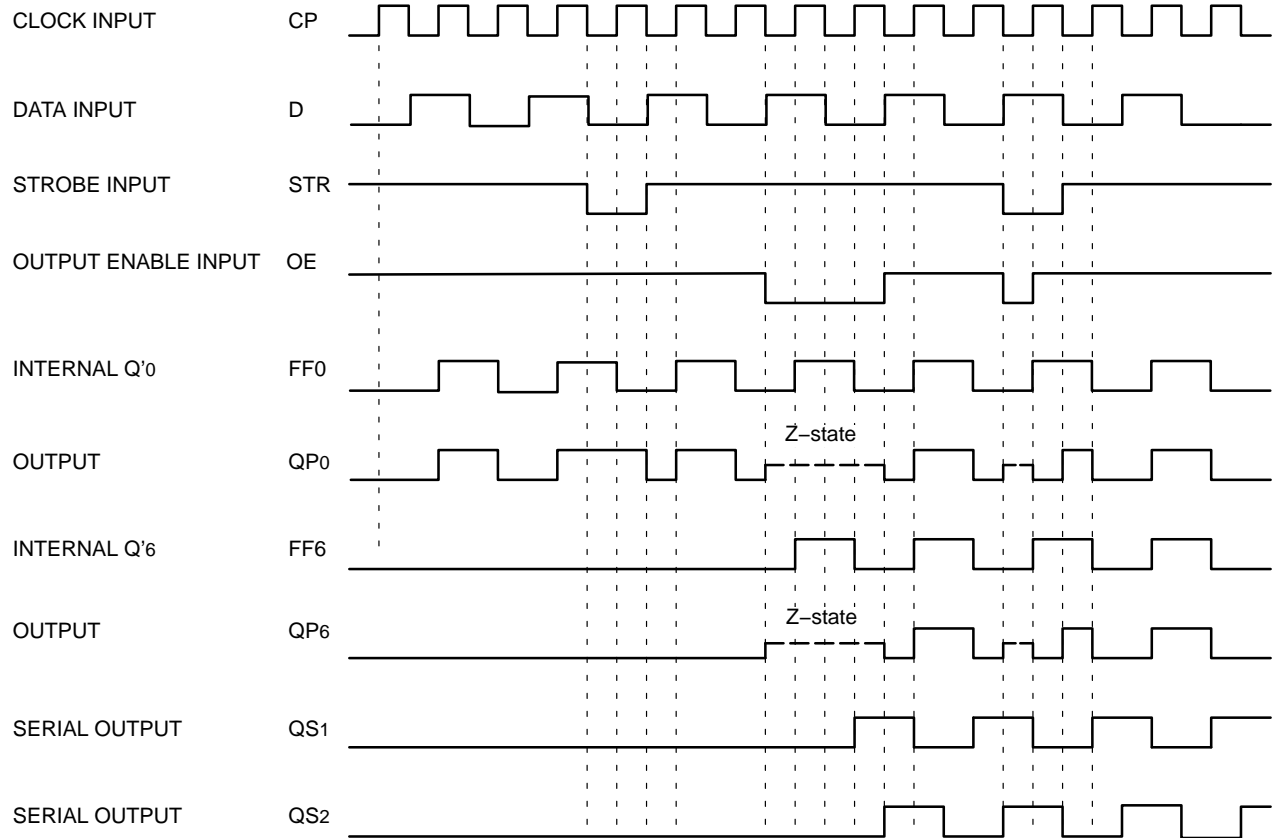 CLOCK INPUT CP
DATA INPUT D
STROBE INPUT STR
OUTPUT ENABLE INPUT OE
INTERNAL Q’0 FF0
Z–state
OUTPUT QP0
INTERNAL Q’6 FF6
Z–state
OUTPUT QP6
SERIAL OUTPUT QS1
SERIAL OUTPUT QS2